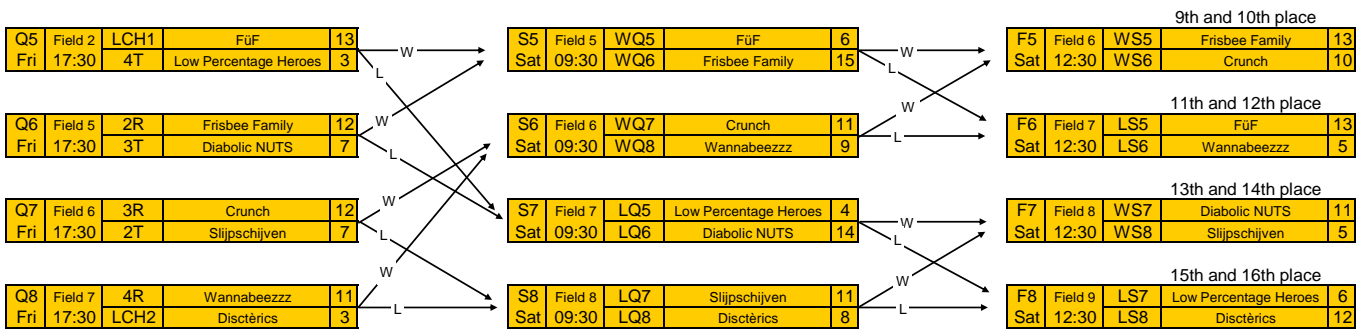 9th and 10th place
Q5 Field 2 LCH1 FüF 13 W S5 Field 5 WQ5 FüF 6 W F5 Field 6 WS5 Frisbee Family 13
Fri 17:30 4T Low Percentage Heroes 3 L Sat 09:30 WQ6 Frisbee Family 15 L Sat 12:30 WS6 Crunch 10
11th and 12th place
Q6 Field 5 2R Frisbee Family 12 W S6 Field 6 WQ7 Crunch 11 W F6 Field 7 LS5 FüF 13
Fri 17:30 3T Diabolic NUTS 7 L Sat 09:30 WQ8 Wannabeezzz 9 L Sat 12:30 LS6 Wannabeezzz 5
13th and 14th place
Q7 Field 6 3R Crunch 12 W S7 Field 7 LQ5 Low Percentage Heroes 4 W F7 Field 8 WS7 Diabolic NUTS 11
Fri 17:30 2T Slijpschijven 7 L Sat 09:30 LQ6 Diabolic NUTS 14 L Sat 12:30 WS8 Slijpschijven 5
15th and 16th place
Q8 Field 7 4R Wannabeezzz 11 W S8 Field 8 LQ7 Slijpschijven 11 W F8 Field 9 LS7 Low Percentage Heroes 6
Fri 17:30 LCH2 Disctèrics 3 L Sat 09:30 LQ8 Disctèrics 8 L Sat 12:30 LS8 Disctèrics 12